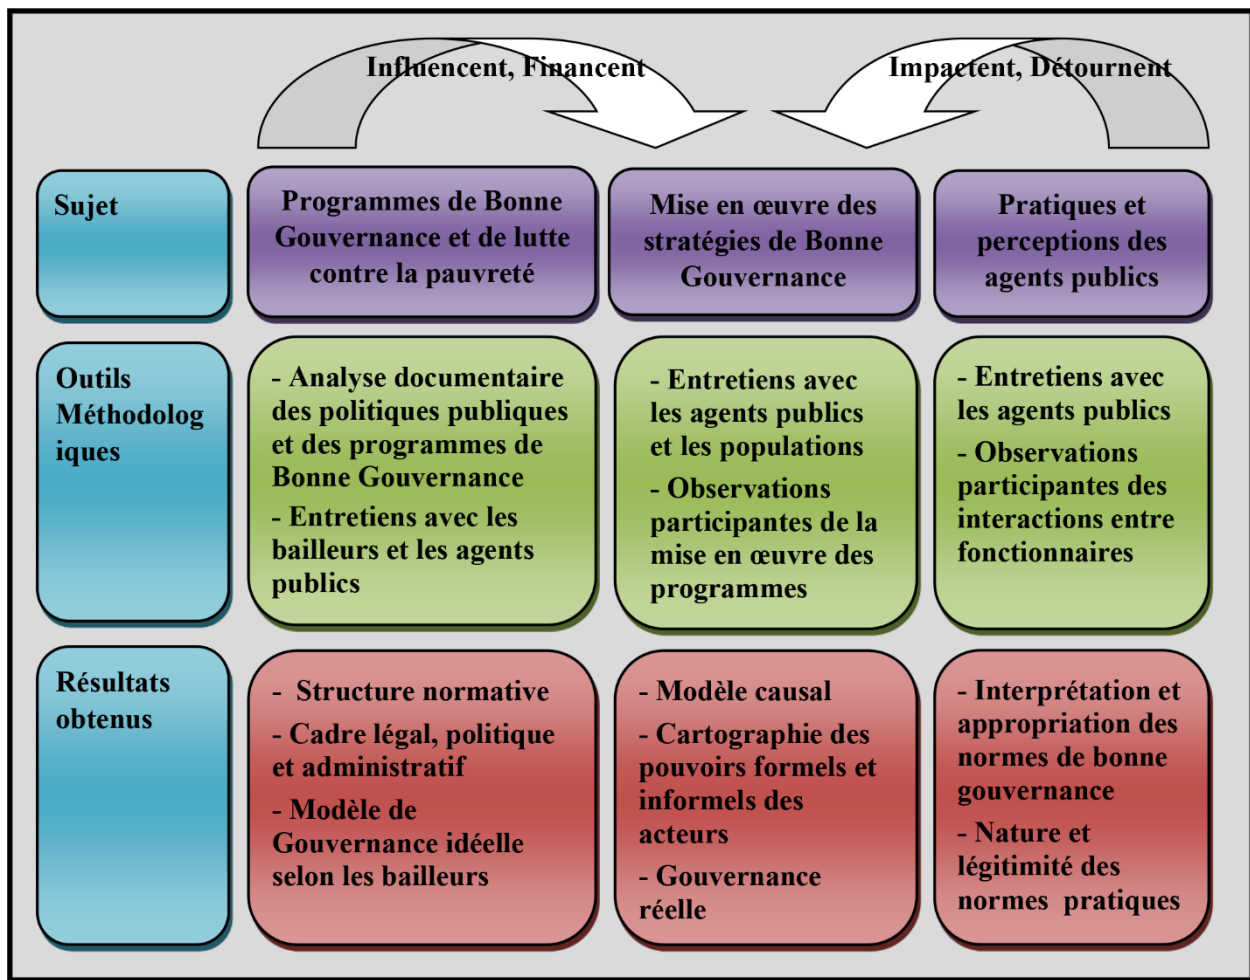 Influencent, Financent
Impactent, Détournent
Sujet
Programmes de Bonne
Gouvernance et de lutte
contre la pauvreté
Mise en œuvre des
stratégies de Bonne
Gouvernance
Pratiques et
perceptions des
agents publics
Outils
Méthodolog
iques
- Analyse documentaire
des politiques publiques
et des programmes de
Bonne Gouvernance
- Entretiens avec les
bailleurs et les agents
publics
- Entretiens avec
les agents publics
et les populations
- Observations
participantes de la
mise en œuvre des
programmes
- Entretiens avec
les agents publics
- Observations
participantes des
interactions entre
fonctionnaires
Résultats
obtenus
- Structure normative
- Cadre légal, politique
et administratif
- Modèle de
Gouvernance idéelle
selon les bailleurs
- Modèle causal
- Cartographie des
pouvoirs formels et
informels des
acteurs
- Gouvernance
réelle
- Interprétation et
appropriation des
normes de bonne
gouvernance
- Nature et
légitimité des
normes pratiques